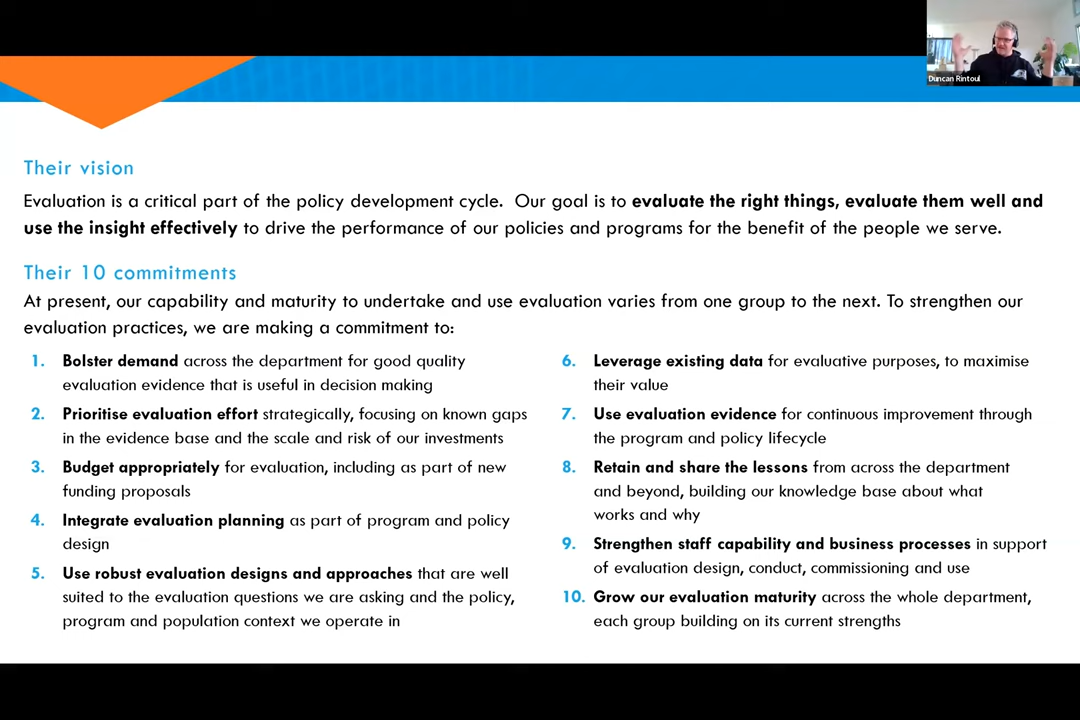 Duncan Rintoul
Their vision
Evaluation is a critical part of the policy development cycle. Our goal is to evaluate the right things, evaluate them well and
use the insight effectively to drive the performance of our policies and programs for the benefit of the people we serve.
Their 10 commitments
At present, our capability and maturity to undertake and use evaluation varies from one group to the next. To strengthen our
evaluation practices, we are making a commitment to:
1. Bolster demand across the department for good quality
evaluation evidence that is useful in decision making
2. Prioritise evaluation effort strategically, focusing on known gaps
in the evidence base and the scale and risk of our investments
3. Budget appropriately for evaluation, including as part of new
funding proposals
4. Integrate evaluation planning as part of program and policy
design
5. Use robust evaluation designs and approaches that are well
suited to the evaluation questions we are asking and the policy,
program and population context we operate in
6. Leverage existing data for evaluative purposes, to maximise
their value
7. Use evaluation evidence for continuous improvement through
the program and policy lifecycle
8. Retain and share the lessons from across the department
and beyond, building our knowledge base about what
works and why
9. Strengthen staff capability and business processes in support
of evaluation design, conduct, commissioning and use
10. Grow our evaluation maturity across the whole department,
each group building on its current strengths